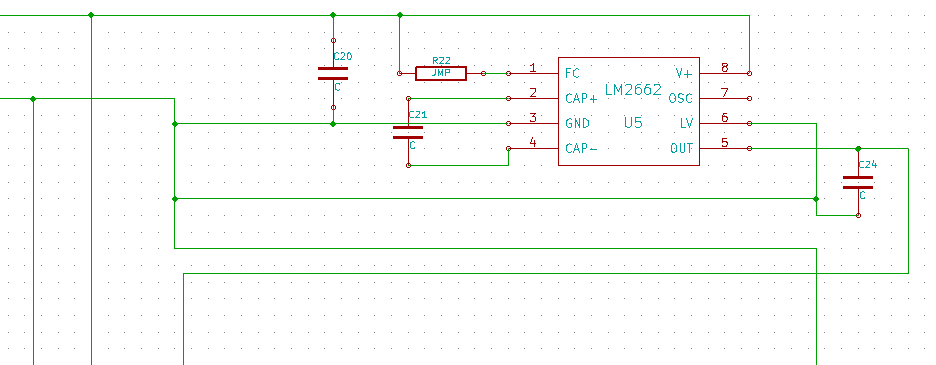 C20
C
R22
JMP
C21
C
1 FC
2 CAP+
3 GND
4 CAP-
LM2662
U5
V+ 8
OSC 7
LV 6
OUT 5
C24
C